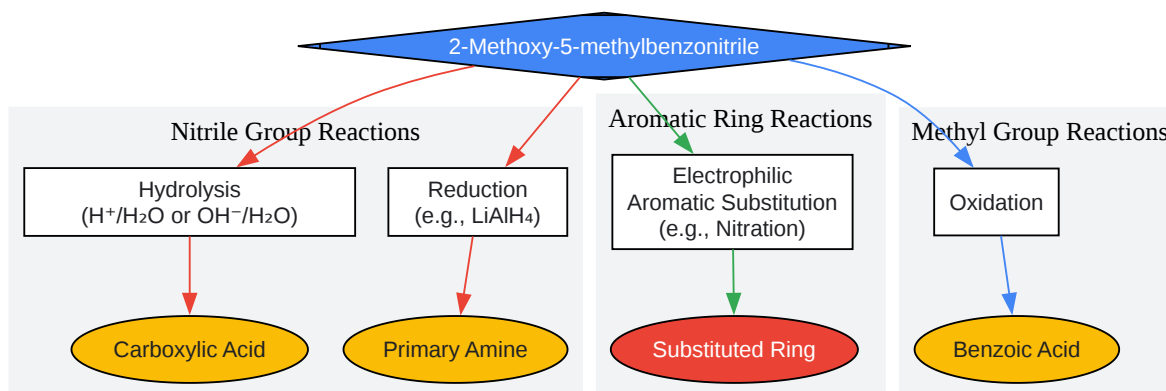 2-Methoxy-5-methylbenzonitrile
Nitrile Group Reactions
Aromatic Ring Reactions
Methyl Group Reactions
Hydrolysis
(H⁺/H₂O or OH⁻/H₂O)
Reduction
(e.g., LiAlH₄)
Electrophilic
Aromatic Substitution
(e.g., Nitration)
Oxidation
Carboxylic Acid
Primary Amine
Substituted Ring
Benzoic Acid